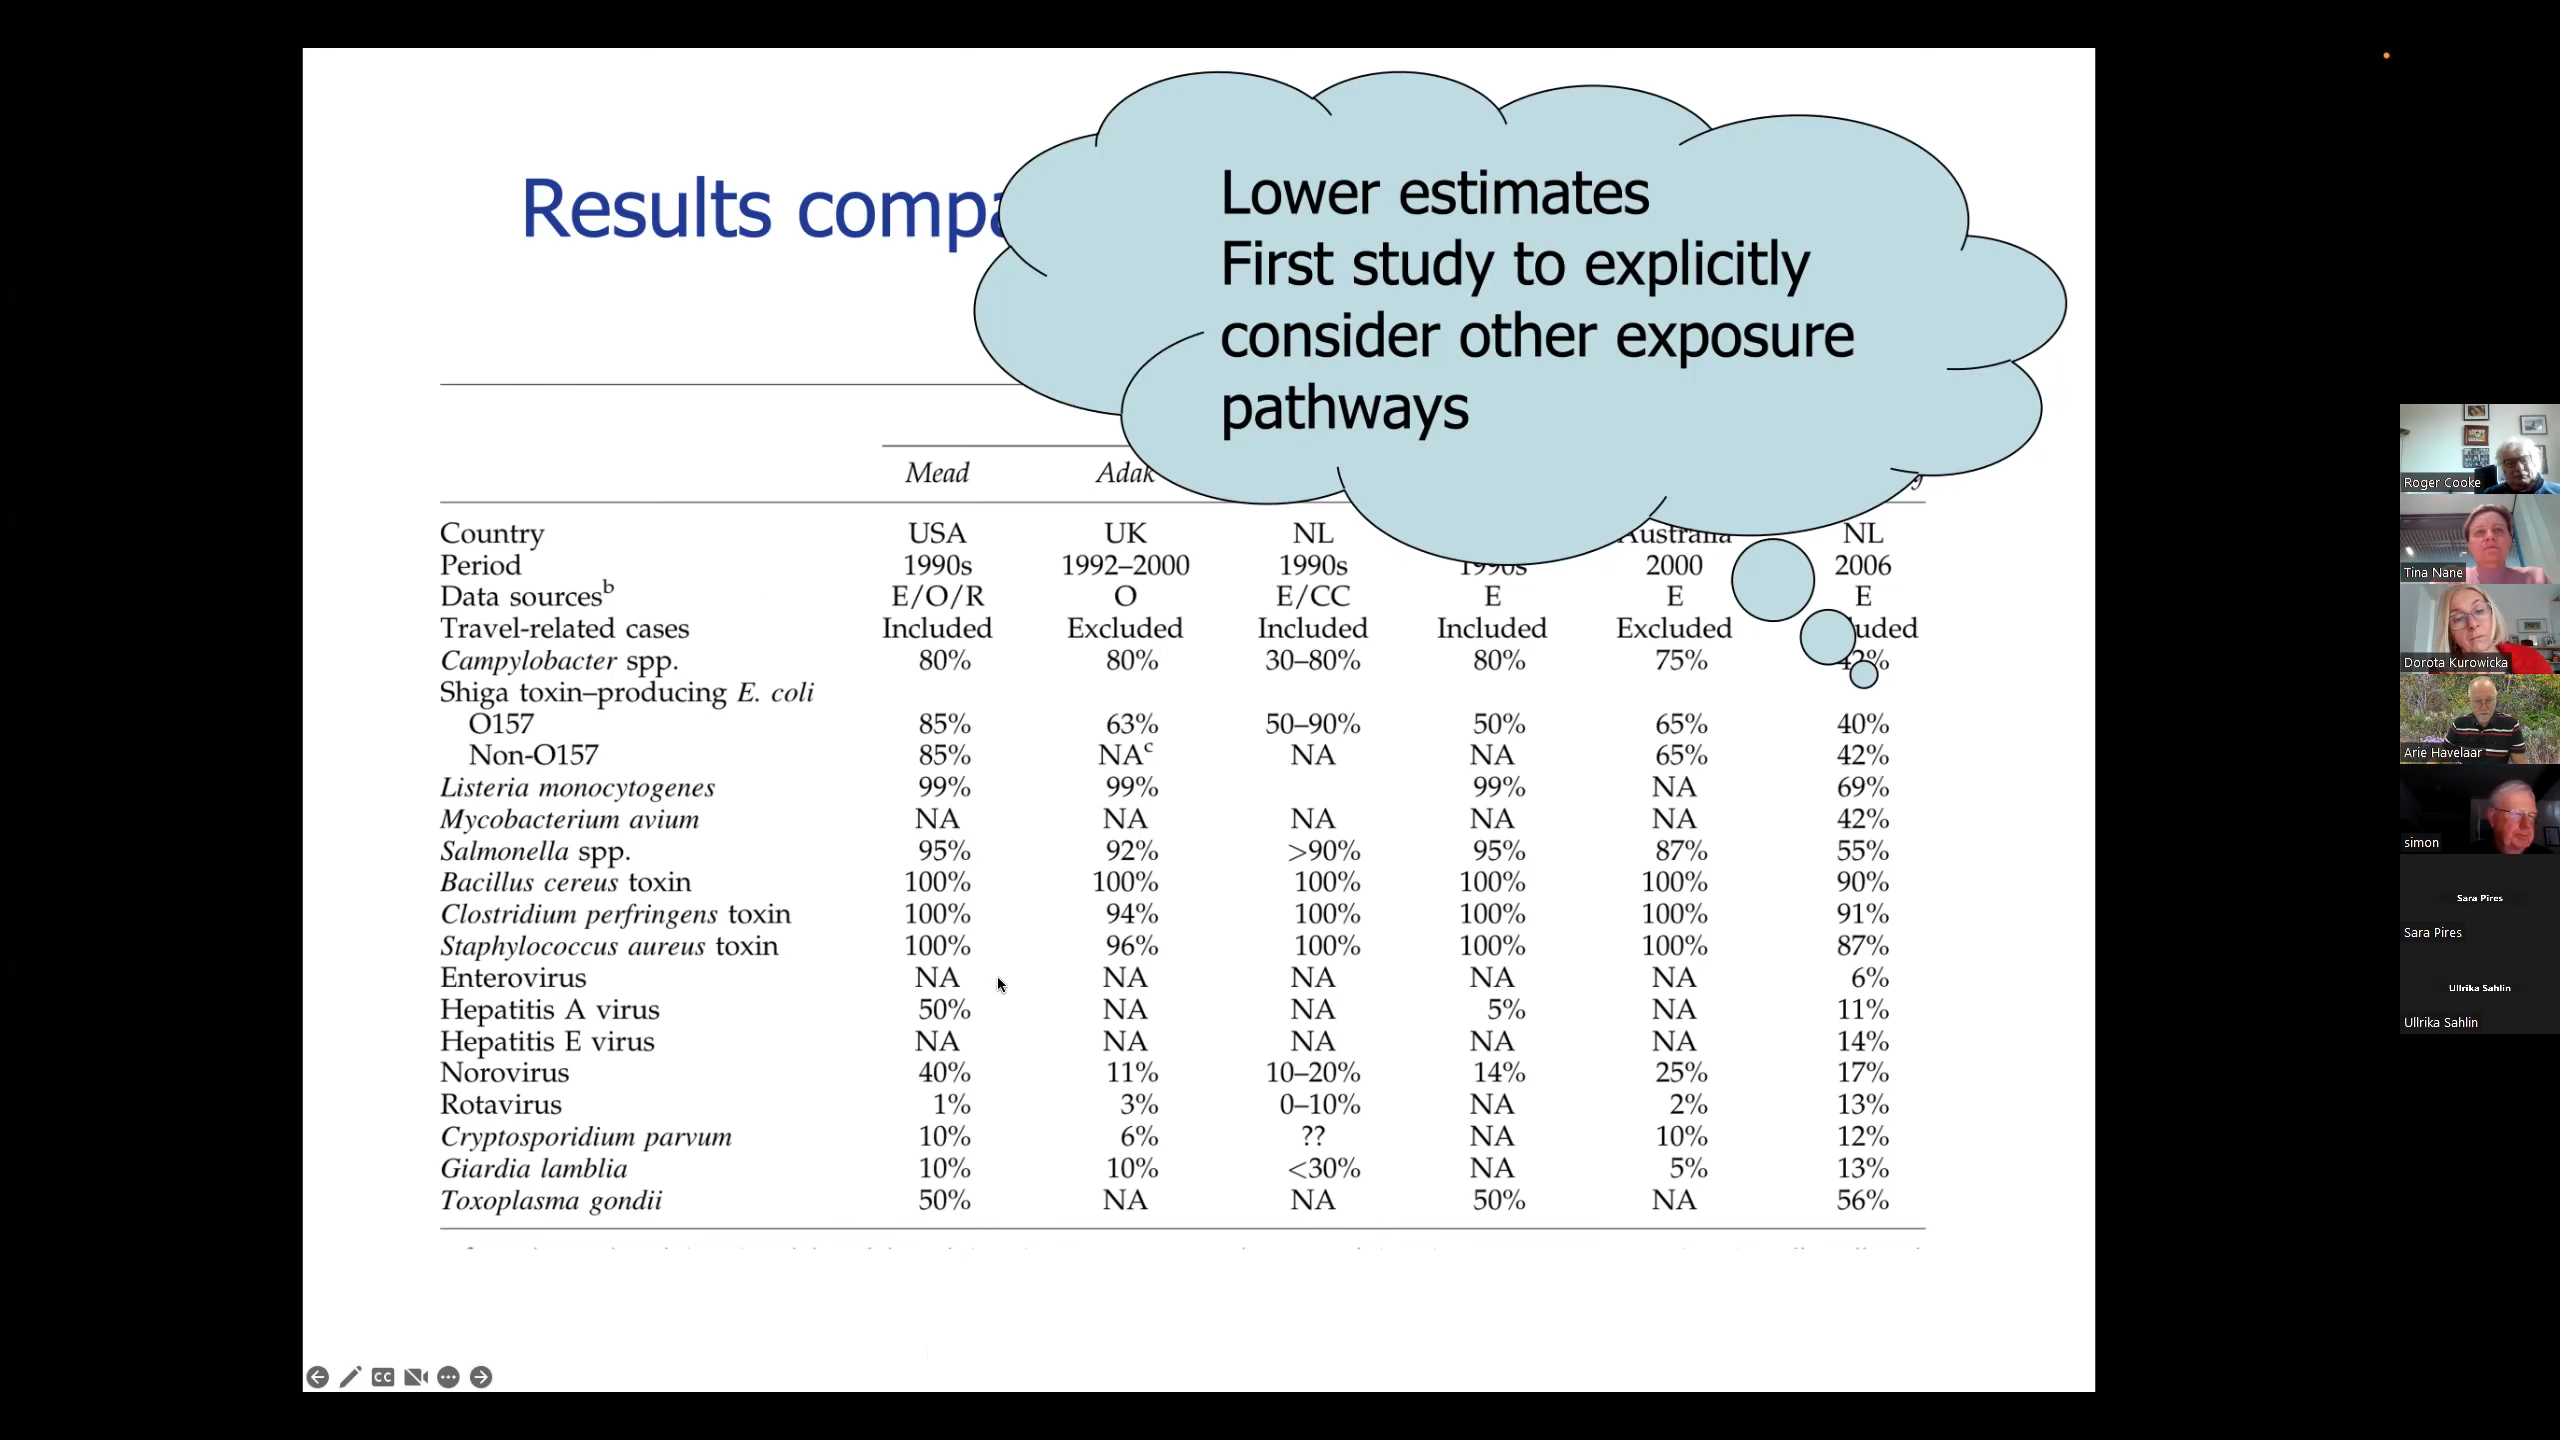 Results compa
Lower estimates
First study to explicitly
consider other exposure
pathways
Mead Adak
Country USA UK NL Australia NL
Period 1990s 1992–2000 1990s 1990s 2000 2006
Data sourcesb E/O/R O E/CC E E E
Travel-related cases Included Excluded Included Included Excluded uded
Campylobacter spp. 80% 80% 30–80% 80% 75% 42%
Shiga toxin–producing E. coli
O157 85% 63% 50–90% 50% 65% 40%
Non-O157 85% NAc NA NA 65% 42%
Listeria monocytogenes 99% 99% 99% NA 69%
Mycobacterium avium NA NA NA NA NA 42%
Salmonella spp. 95% 92% >90% 95% 87% 55%
Bacillus cereus toxin 100% 100% 100% 100% 100% 90%
Clostridium perfringens toxin 100% 94% 100% 100% 100% 91%
Staphylococcus aureus toxin 100% 96% 100% 100% 100% 87%
Enterovirus NA NA NA NA NA 6%
Hepatitis A virus 50% NA NA 5% NA 11%
Hepatitis E virus NA NA NA NA NA 14%
Norovirus 40% 11% 10–20% 14% 25% 17%
Rotavirus 1% 3% 0–10% NA 2% 13%
Cryptosporidium parvum 10% 6% ?? NA 10% 12%
Giardia lamblia 10% 10% <30% NA 5% 13%
Toxoplasma gondii 50% NA NA 50% NA 56%
CC
Roger Cooke
Tina Nane
Dorota Kurowicka
Arie Havelaar
simon
Sara Pires
Sara Pires
Ullrika Sahlin
Ullrika Sahlin